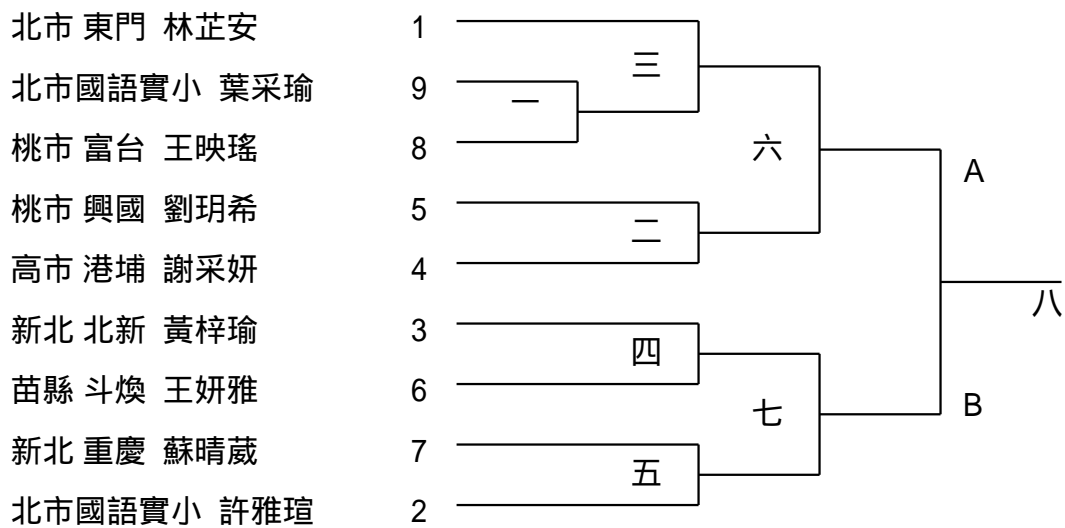 北市 東門 林芷安 1
三
北市國語實小 葉采瑜 9
一
桃市 富台 王映瑤 8
六
A
桃市 興國 劉玥希 5
二
高市 港埔 謝采妍 4
八
新北 北新 黃梓瑜 3
四
苗縣 斗煥 王妍雅 6
七
B
新北 重慶 蘇晴葳 7
五
北市國語實小 許雅瑄 2